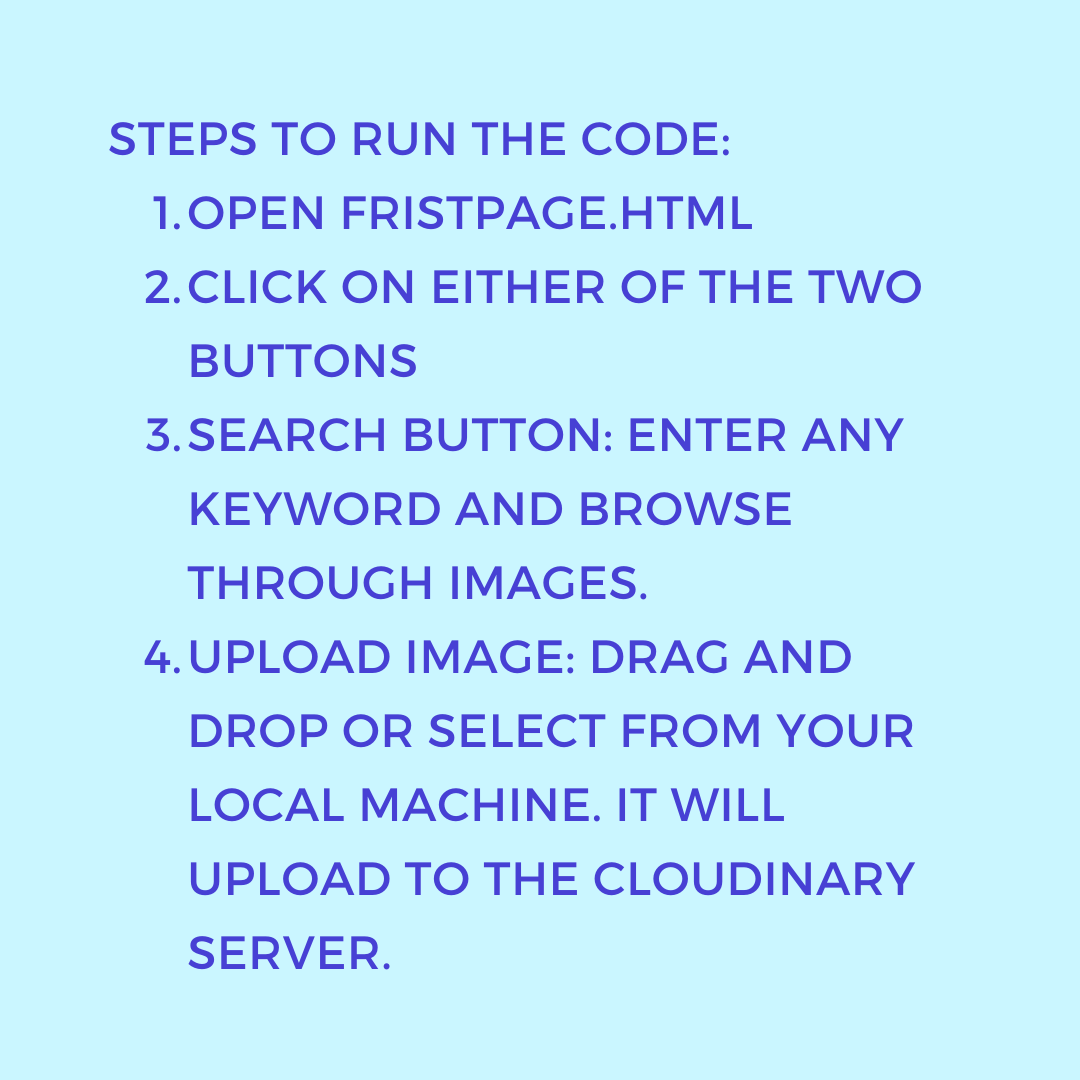 STEPS TO RUN THE CODE:
1. OPEN FRISTPAGE.HTML
2. CLICK ON EITHER OF THE TWO
BUTTONS
3. SEARCH BUTTON: ENTER ANY
KEYWORD AND BROWSE
THROUGH IMAGES.
4. UPLOAD IMAGE: DRAG AND
DROP OR SELECT FROM YOUR
LOCAL MACHINE. IT WILL
UPLOAD TO THE CLOUDINARY
SERVER.